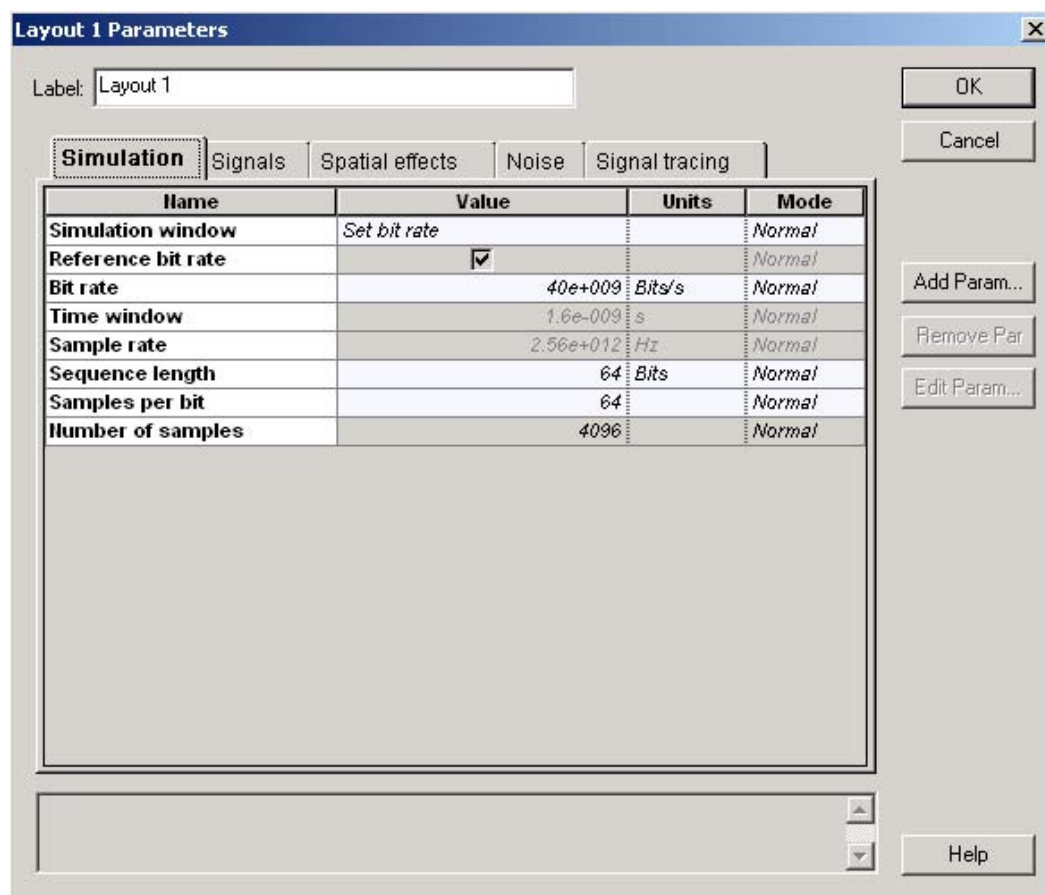 Layout 1 Parameters
Label: Layout 1
OK
Cancel
Simulation Signals Spatial effects Noise Signal tracing
Name Value Units Mode
Simulation window Set bit rate Normal
Reference bit rate Normal
Bit rate 40e+009 Bits/s Normal
Time window 1.6e-009 s Normal
Sample rate 2.56e+012 Hz Normal
Sequence length 64 Bits Normal
Samples per bit 64 Normal
Number of samples 4096 Normal
Add Param...
Remove Par
Edit Param...
Help